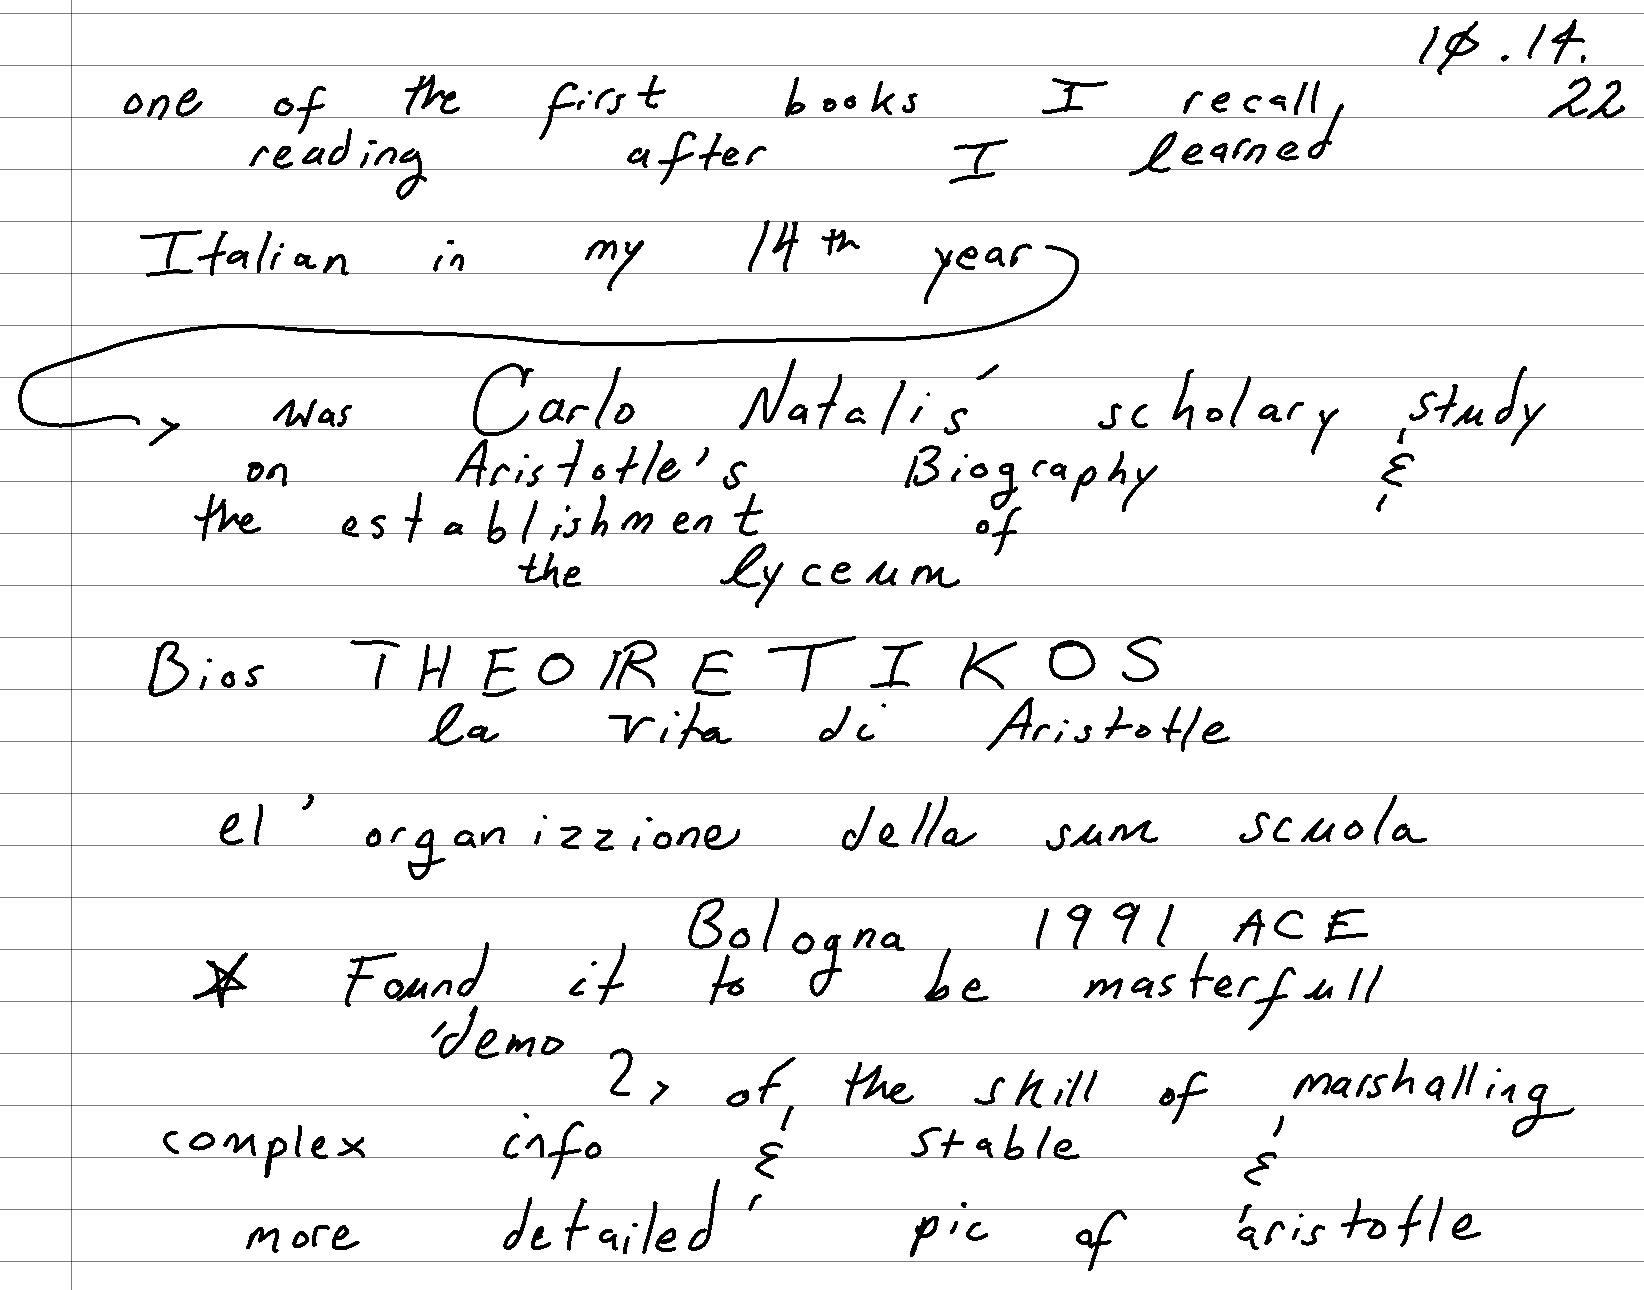 10.14.
one of the first books I recall, 22
reading after I learned
Italian in my 14th year
was Carlo Natali's scholary study
on Aristotle's Biography &
the establishment of
the lyceum
Bios THEORETIKOS
la vita di Aristotle
el' organizzione della sum scuola
Bologna 1991 ACE
Found it to be masterfull
'demo
2, of the skill of marshalling
complex info & stable &
more detailed pic of aristotle